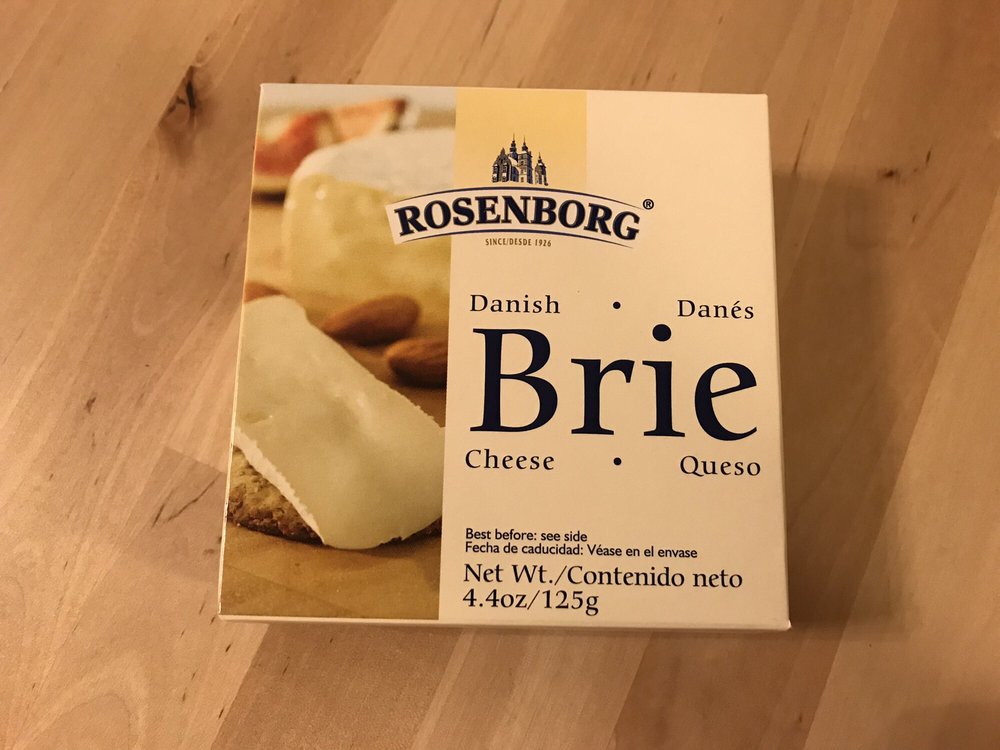 ROSENBORG®
SINCE/DESDE 1926
Danish • Danés
Brie
Cheese • Queso
Best before: see side
Fecha de caducidad: Véase en el envase
Net Wt./Contenido neto
4.4oz/125g